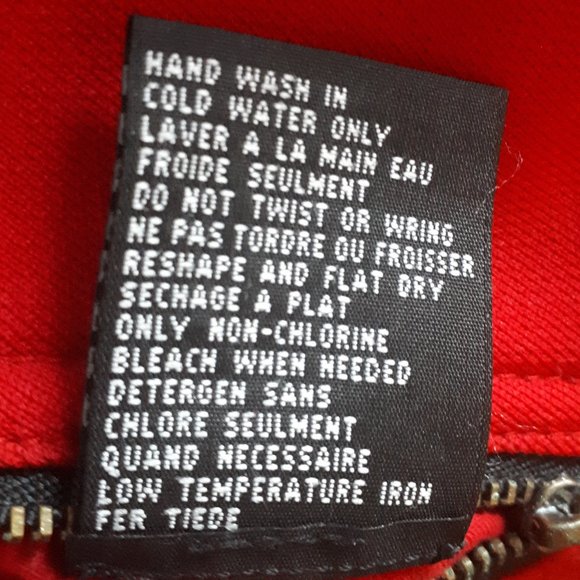 HAND WASH IN
COLD WATER ONLY
LAVER A LA MAIN EAU
FROIDE SEULMENT
DO NOT TWIST OR WRING
NE PAS TORDRE OU FROISSER
RESHAPE AND FLAT DRY
SECHAGE A PLAT
ONLY NON-CHLORINE
BLEACH WHEN NEEDED
DETERGEN SANS
CHLORE SEULMENT
QUAND NECESSAIRE
LOW TEMPERATURE IRON
FER TIEDE